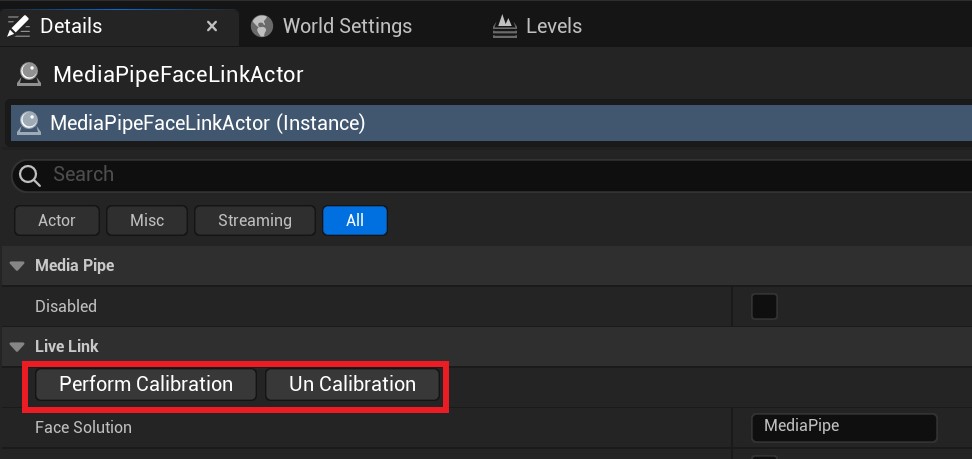 Details World Settings Levels
MediaPipeFaceLinkActor
MediaPipeFaceLinkActor (Instance)
Search
Actor Misc Streaming All
Media Pipe
Disabled
Live Link
Perform Calibration Un Calibration
Face Solution MediaPipe